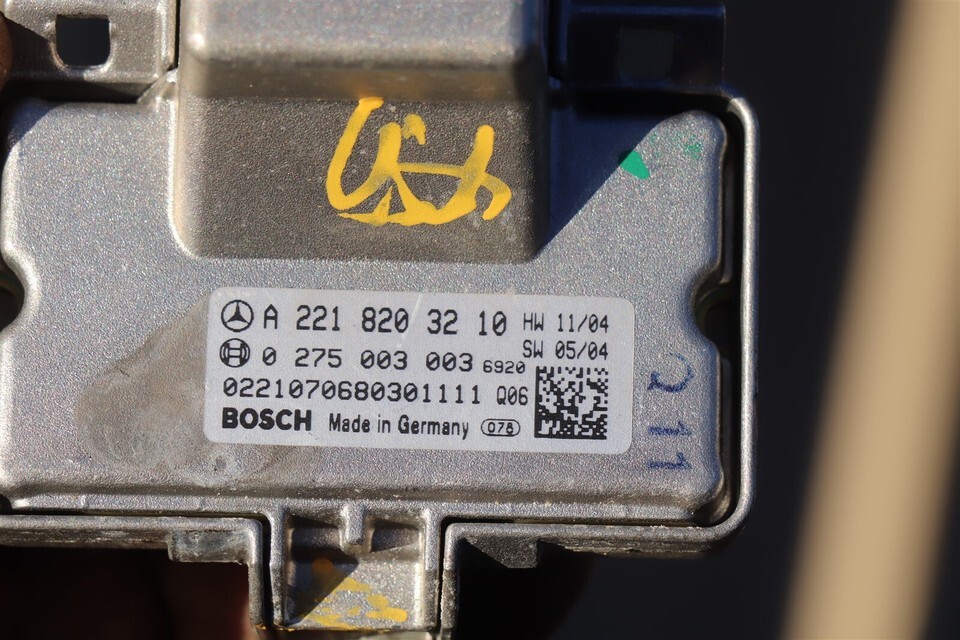 A 221 820 32 10 HW 11/04
SW 05/04
0 275 003 003 6920
0221070680301111 Q06
BOSCH Made in Germany 076